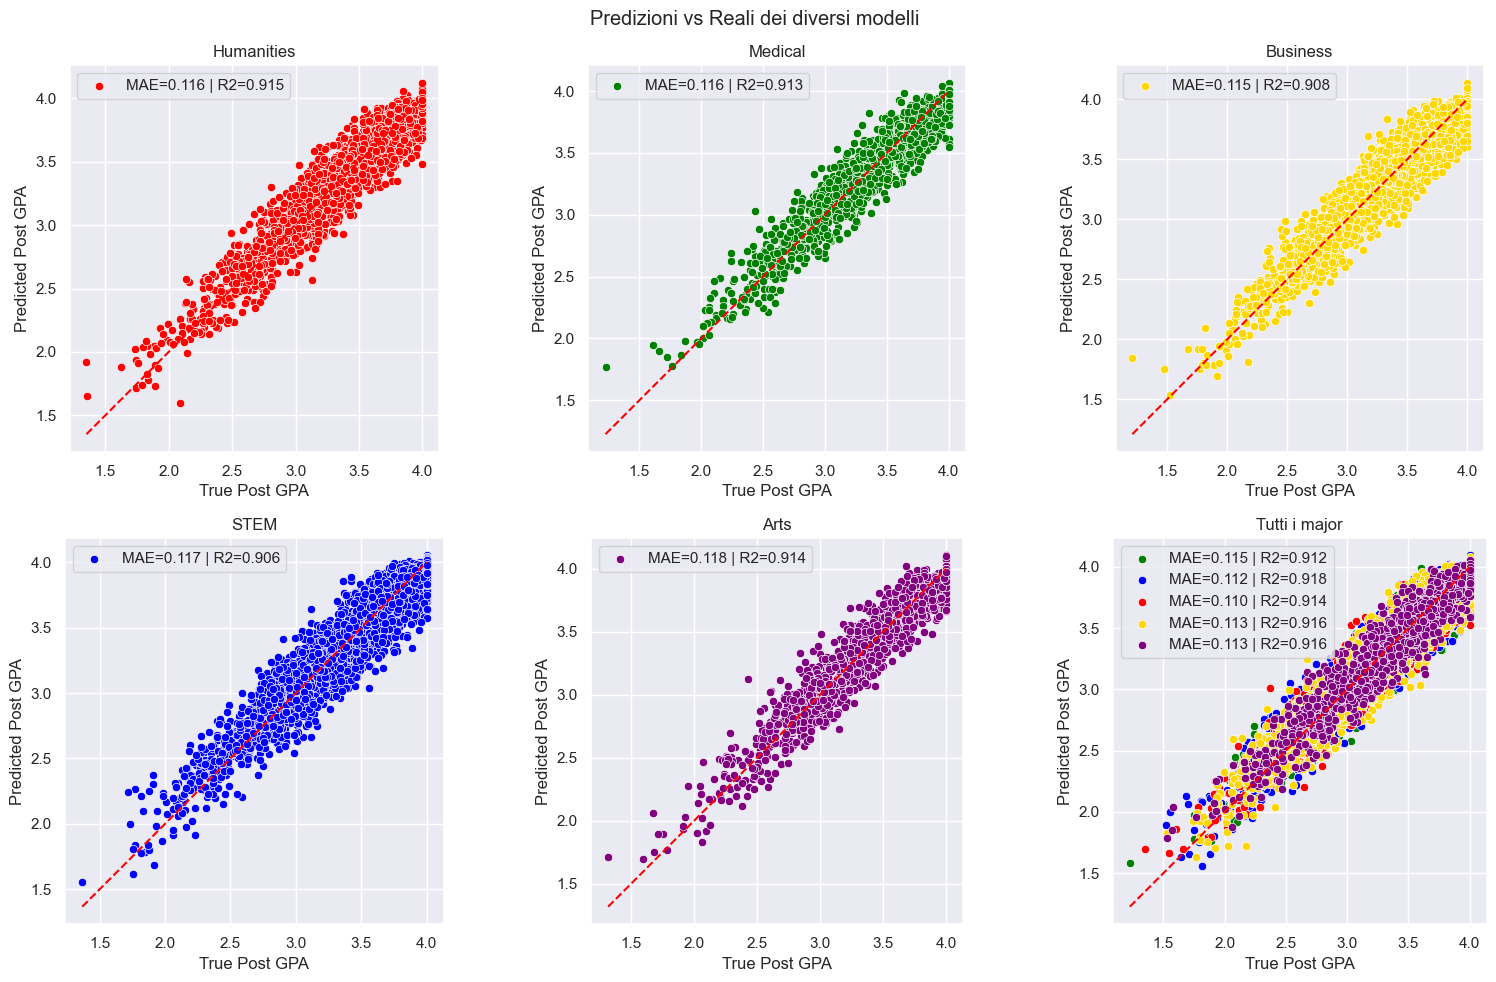 Predizioni vs Reali dei diversi modelli
Humanities
MAE=0.116 | R2=0.915
4.0
3.5
3.0
2.5
2.0
1.5
Predicted Post GPA
1.5 2.0 2.5 3.0 3.5 4.0
True Post GPA
Medical
MAE=0.116 | R2=0.913
4.0
3.5
3.0
2.5
2.0
1.5
Predicted Post GPA
1.5 2.0 2.5 3.0 3.5 4.0
True Post GPA
Business
MAE=0.115 | R2=0.908
4.0
3.5
3.0
2.5
2.0
1.5
Predicted Post GPA
1.5 2.0 2.5 3.0 3.5 4.0
True Post GPA
STEM
MAE=0.117 | R2=0.906
4.0
3.5
3.0
2.5
2.0
1.5
Predicted Post GPA
1.5 2.0 2.5 3.0 3.5 4.0
True Post GPA
Arts
MAE=0.118 | R2=0.914
4.0
3.5
3.0
2.5
2.0
1.5
Predicted Post GPA
1.5 2.0 2.5 3.0 3.5 4.0
True Post GPA
Tutti i major
MAE=0.115 | R2=0.912
MAE=0.112 | R2=0.918
MAE=0.110 | R2=0.914
MAE=0.113 | R2=0.916
MAE=0.113 | R2=0.916
4.0
3.5
3.0
2.5
2.0
1.5
Predicted Post GPA
1.5 2.0 2.5 3.0 3.5 4.0
True Post GPA